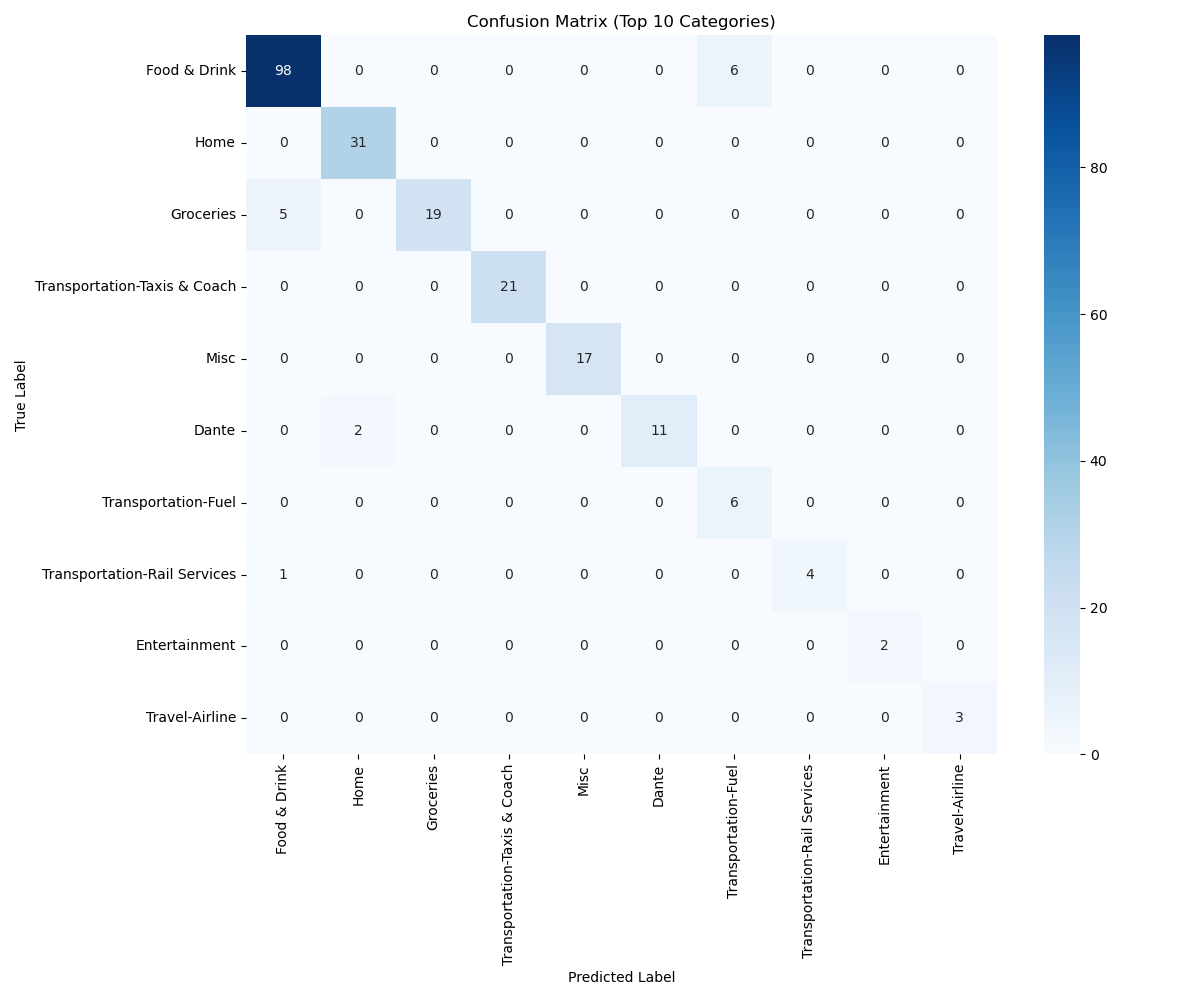 Confusion Matrix (Top 10 Categories)
Food & Drink 98 0 0 0 0 0 6 0 0 0
Home 0 31 0 0 0 0 0 0 0 0
Groceries 5 0 19 0 0 0 0 0 0 0
Transportation-Taxis & Coach 0 0 0 21 0 0 0 0 0 0
Misc 0 0 0 0 17 0 0 0 0 0
Dante 0 2 0 0 0 11 0 0 0 0
Transportation-Fuel 0 0 0 0 0 0 6 0 0 0
Transportation-Rail Services 1 0 0 0 0 0 0 4 0 0
Entertainment 0 0 0 0 0 0 0 0 2 0
Travel-Airline 0 0 0 0 0 0 0 0 0 3
True Label
Food & Drink
Home
Groceries
Transportation-Taxis & Coach
Misc
Dante
Transportation-Fuel
Transportation-Rail Services
Entertainment
Travel-Airline
Predicted Label
80
60
40
20
0